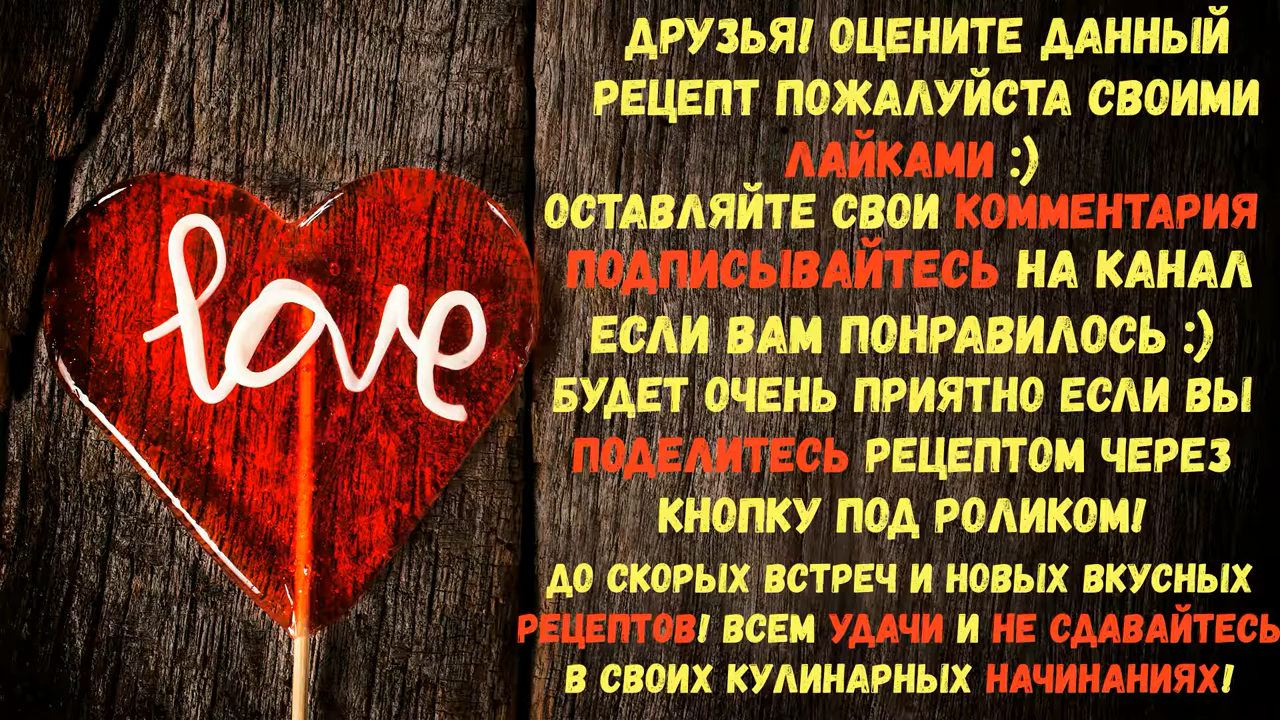 love
ДРУЗЬЯ! ОЦЕНИТЕ ДАННЫЙ
РЕЦЕПТ ПОЖАЛУЙСТА СВОИМИ
ЛАЙКАМИ :)
ОСТАВЛЯЙТЕ СВОИ КОММЕНТАРИЯ
ПОДПИСЫВАЙТЕСЬ НА КАНАЛ
ЕСЛИ ВАМ ПОНРАВИЛОСЬ :)
БУДЕТ ОЧЕНЬ ПРИЯТНО ЕСЛИ ВЫ
ПОДЕЛИТЕСЬ РЕЦЕПТОМ ЧЕРЕЗ
КНОПКУ ПОД РОЛИКОМ!
ДО СКОРЫХ ВСТРЕЧ И НОВЫХ ВКУСНЫХ
РЕЦЕПТОВ! ВСЕМ УДАЧИ И НЕ СДАВАЙТЕСЬ
В СВОИХ КУЛИНАРНЫХ НАЧИНАНИЯХ!